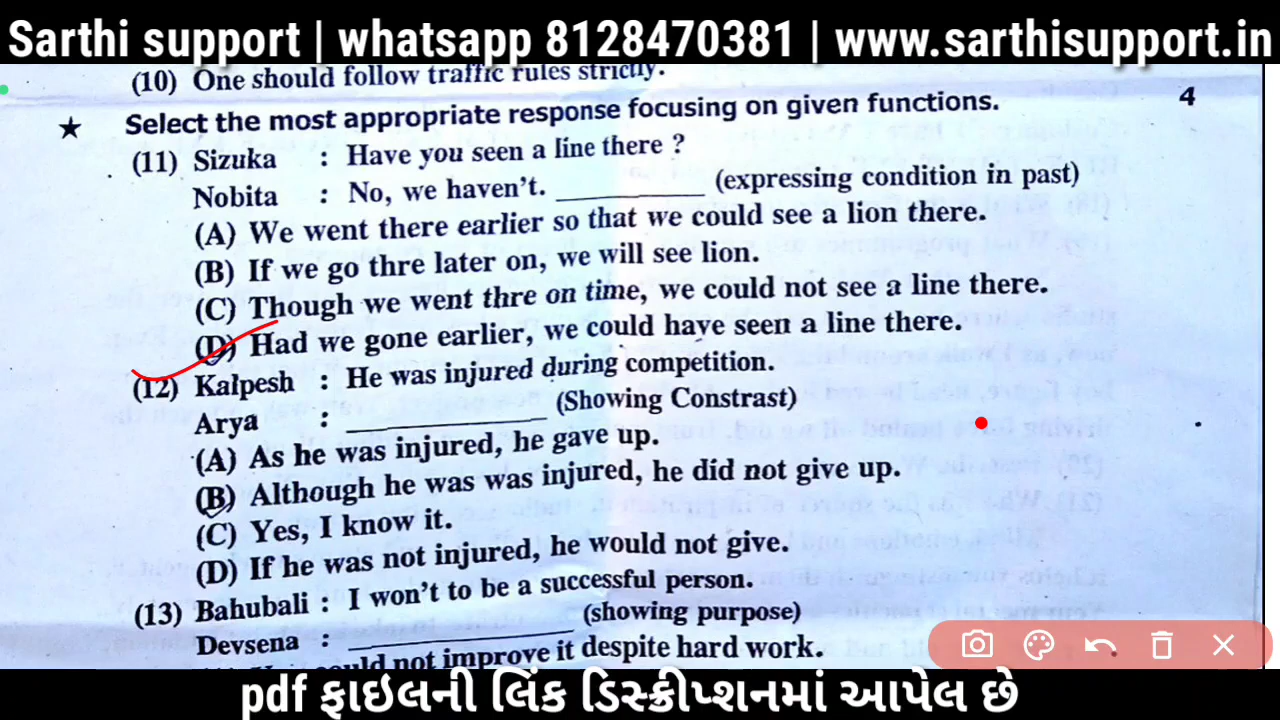 Sarthi support | whatsapp 8128470381 | www.sarthisupport.in
(10) One should follow traffic rules strictly.
★ Select the most appropriate response focusing on given functions. 4
(11) Sizuka : Have you seen a line there ?
Nobita : No, we haven't. __________ (expressing condition in past)
(A) We went there earlier so that we could see a lion there.
(B) If we go thre later on, we will see lion.
(C) Though we went thre on time, we could not see a line there.
(D) Had we gone earlier, we could have seen a line there.
(12) Kalpesh : He was injured during competition.
Arya : __________ (Showing Constrast)
(A) As he was injured, he gave up.
(B) Although he was was injured, he did not give up.
(C) Yes, I know it.
(D) If he was not injured, he would not give.
(13) Bahubali : I won't to be a successful person.
Devsena : __________ (showing purpose)
not improve it despite hard work.
pdf ફાઇલની લિંક ડિસ્ક્રીપ્શનમાં આપેલ છે